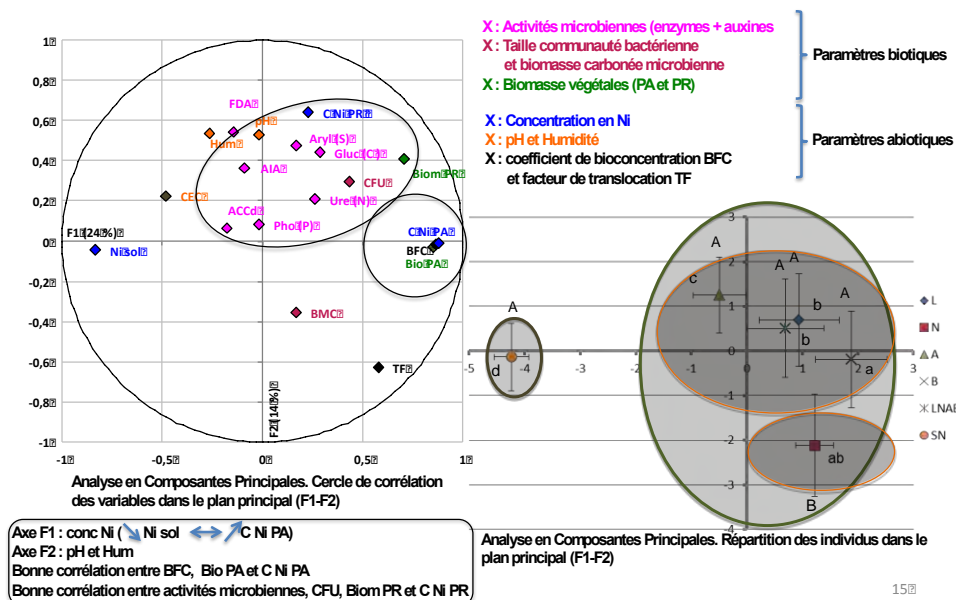 X : Activités microbiennes (enzymes + auxines
X : Taille communauté bactérienne
et biomasse carbonée microbienne
X : Biomasse végétales (PA et PR)
Paramètres biotiques
X : Concentration en Ni
X : pH et Humidité
X : coefficient de bioconcentration BFC
et facteur de translocation TF
Paramètres abiotiques
1
0,8
0,6
0,4
0,2
0
-0,2
-0,4
-0,6
-0,8
-1
-1
-0,5
0
0,5
1
F1 (24 %)
F2 (14 %)
FDA
pH
C Ni PR
Hum
Aryl (S)
Gluc (C)
AIA
CFU
Biom PR
CEC
Ure (N)
ACCd
Pho (P)
Ni sol
C Ni PA
BFC
Bio PA
BMC
TF
Analyse en Composantes Principales. Cercle de corrélation
des variables dans le plan principal (F1-F2)
Axe F1 : conc Ni ( Ni sol C Ni PA)
Axe F2 : pH et Hum
Bonne corrélation entre BFC, Bio PA et C Ni PA
Bonne corrélation entre activités microbiennes, CFU, Biom PR et C Ni PR
3
2
1
0
-1
-2
-3
-4
-5
-4
-3
-2
-1
0
1
2
3
A
c
A
A
b
b
A
a
A
d
ab
B
L
N
A
B
LNAB
SN
Analyse en Composantes Principales. Répartition des individus dans le
plan principal (F1-F2)
15